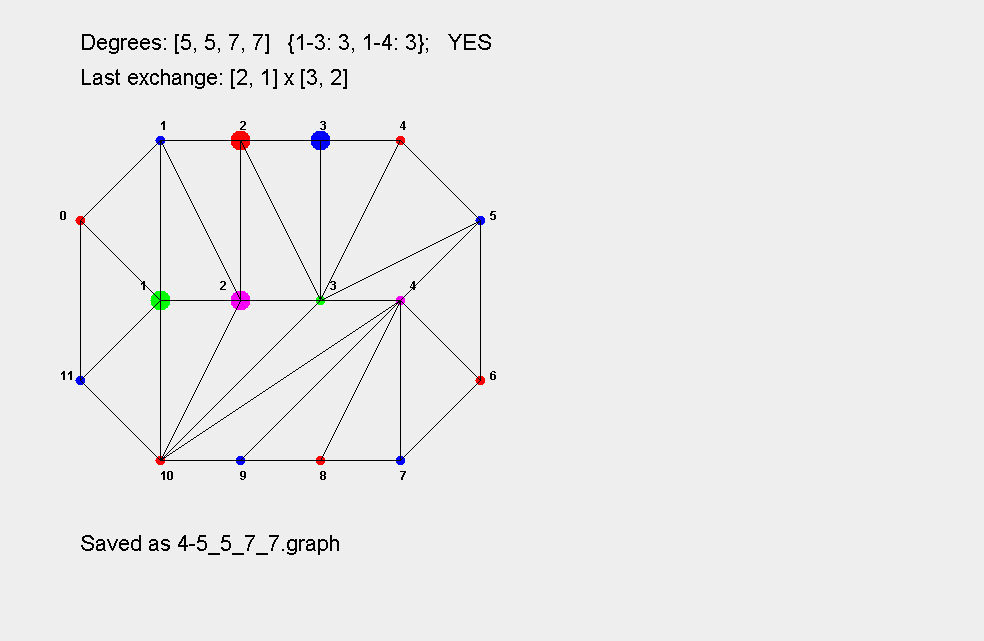 Degrees: [5, 5, 7, 7] {1-3: 3, 1-4: 3}; YES
Last exchange: [2, 1] x [3, 2]
1 2 3 4
0 5
1 2 3 4
11 6
10 9 8 7
Saved as 4-5_5_7_7.graph